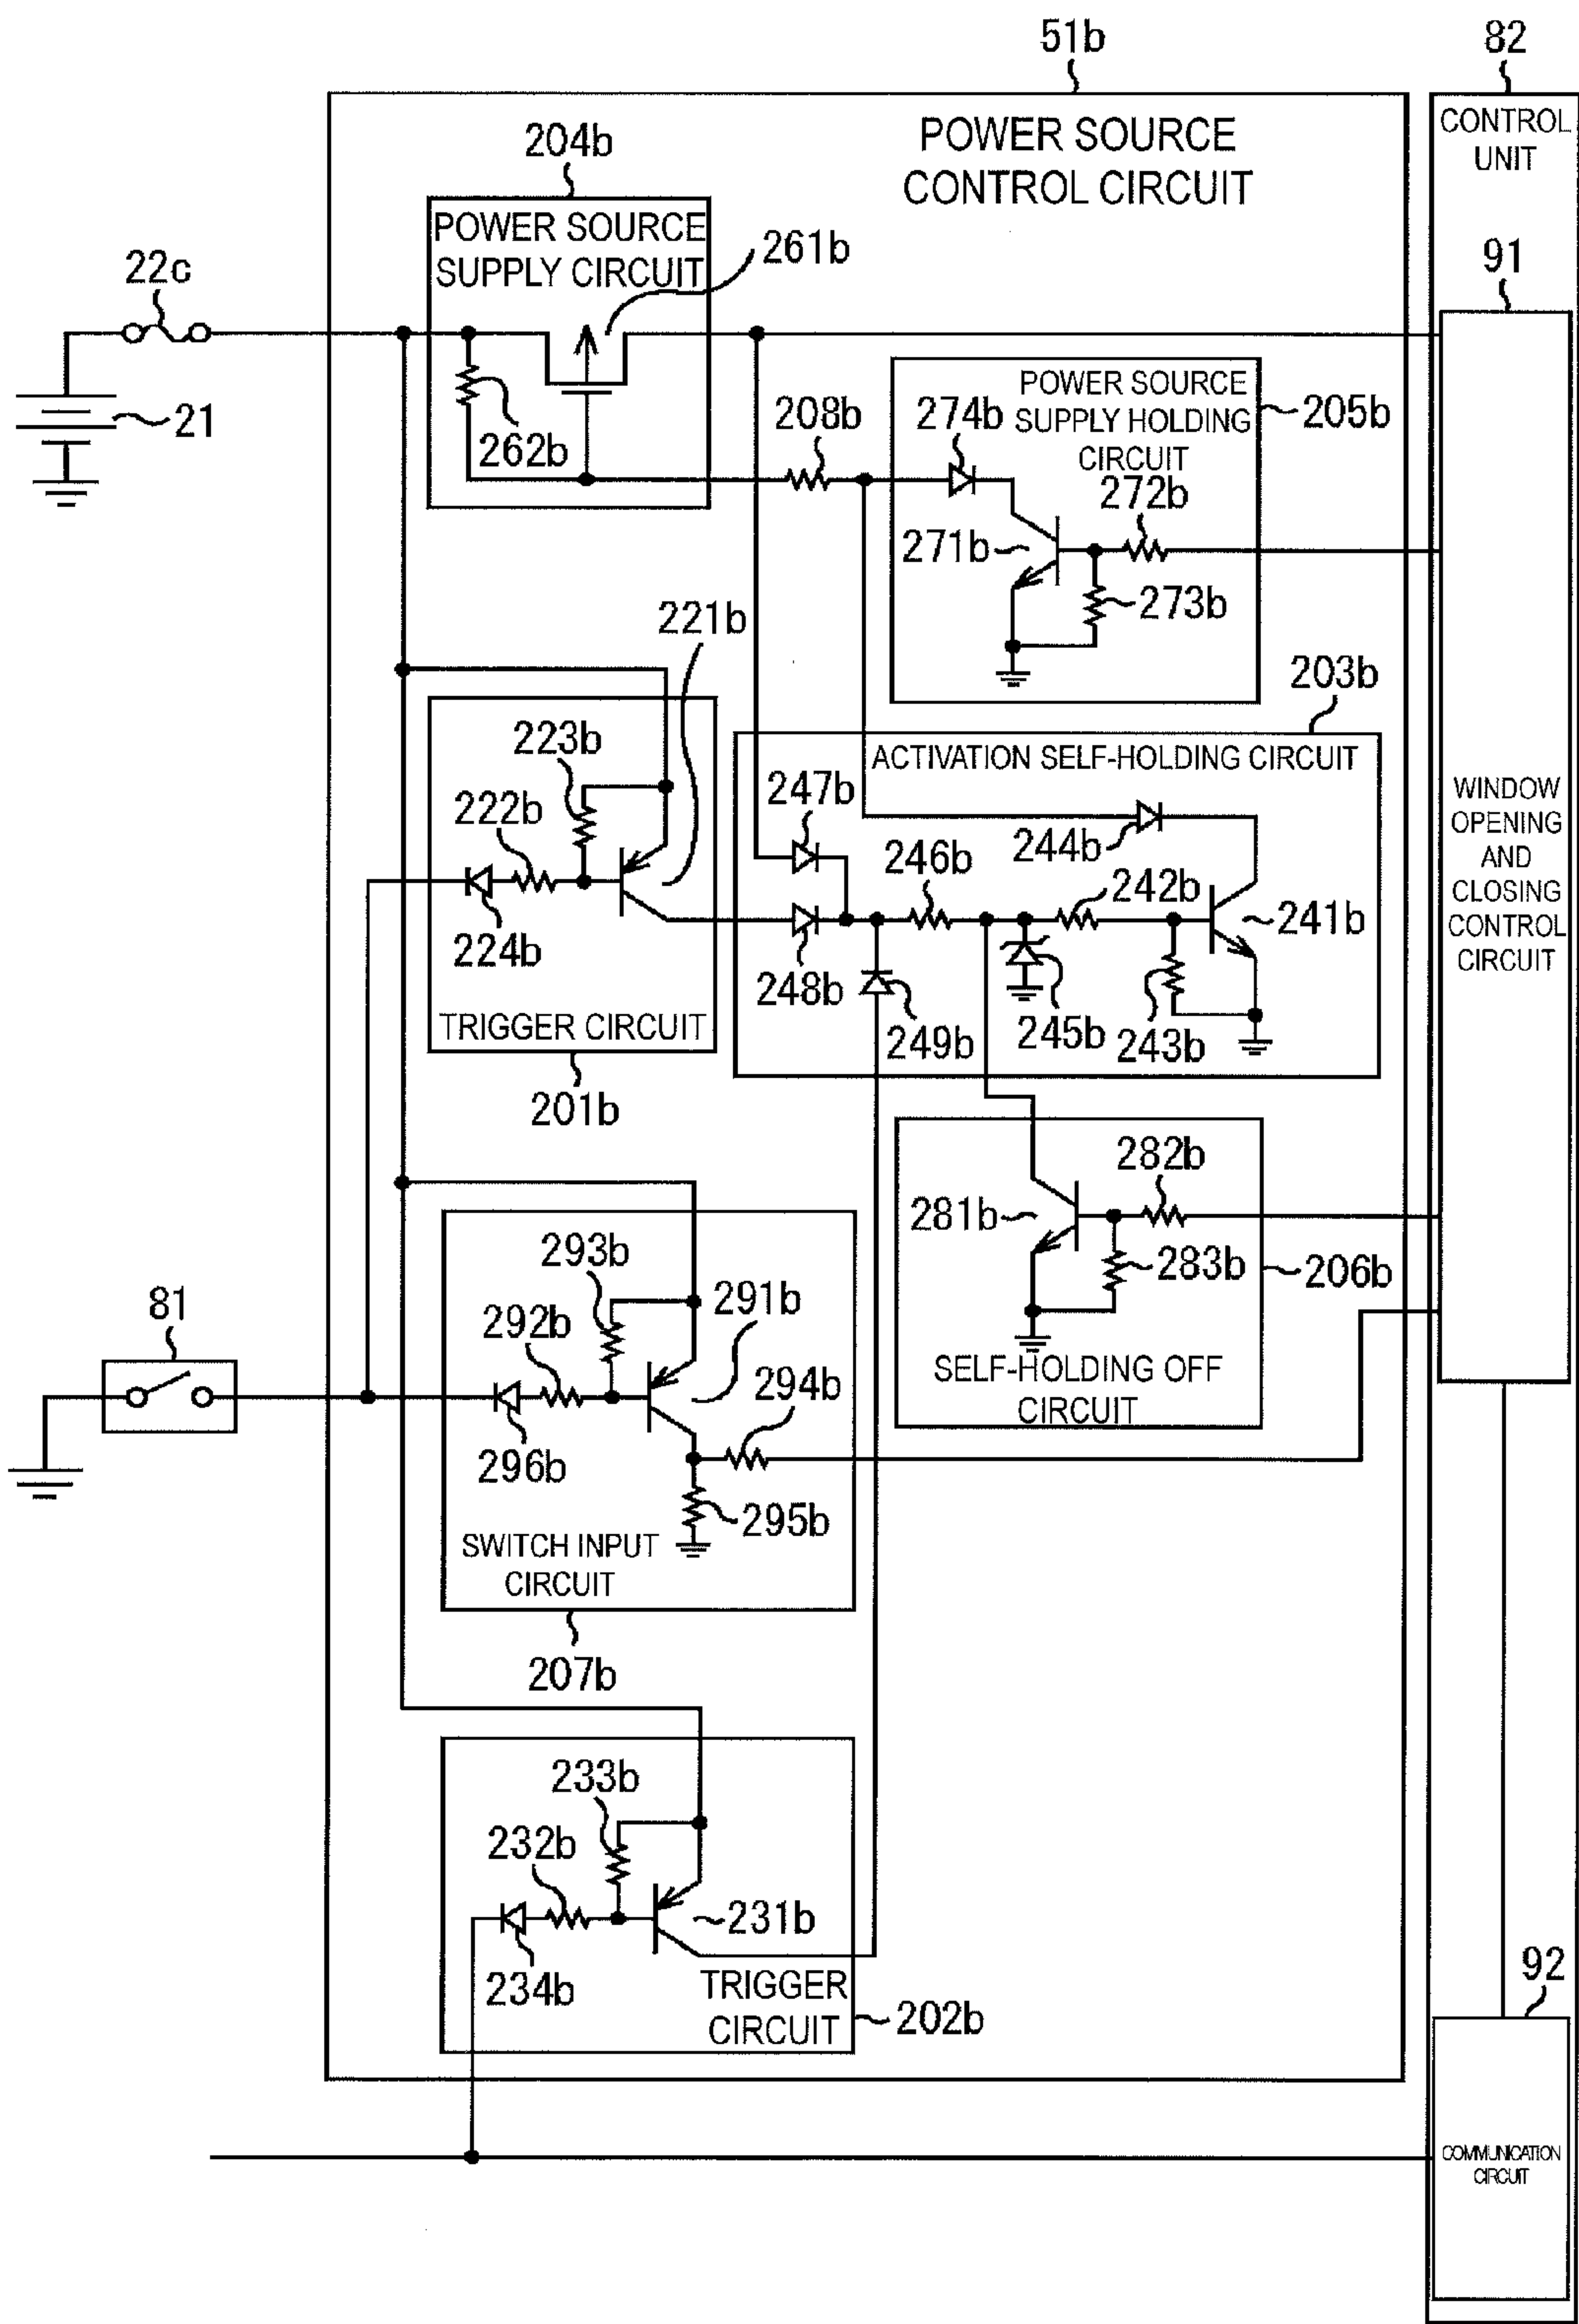 51b
82
POWER SOURCE
CONTROL CIRCUIT
CONTROL
UNIT
204b
POWER SOURCE
SUPPLY CIRCUIT
261b
22c
91
21
262b
208b
274b
POWER SOURCE
SUPPLY HOLDING
CIRCUIT
205b
272b
271b
273b
221b
203b
223b
ACTIVATION SELF-HOLDING CIRCUIT
247b
222b
244b
246b
242b
241b
224b
248b
249b
245b
243b
TRIGGER CIRCUIT
201b
WINDOW
OPENING
AND
CLOSING
CONTROL
CIRCUIT
282b
281b
283b
206b
293b
291b
81
292b
294b
SELF-HOLDING OFF
CIRCUIT
296b
295b
SWITCH INPUT
CIRCUIT
207b
233b
232b
231b
234b
TRIGGER
CIRCUIT
202b
92
COMMUNICATION
CIRCUIT